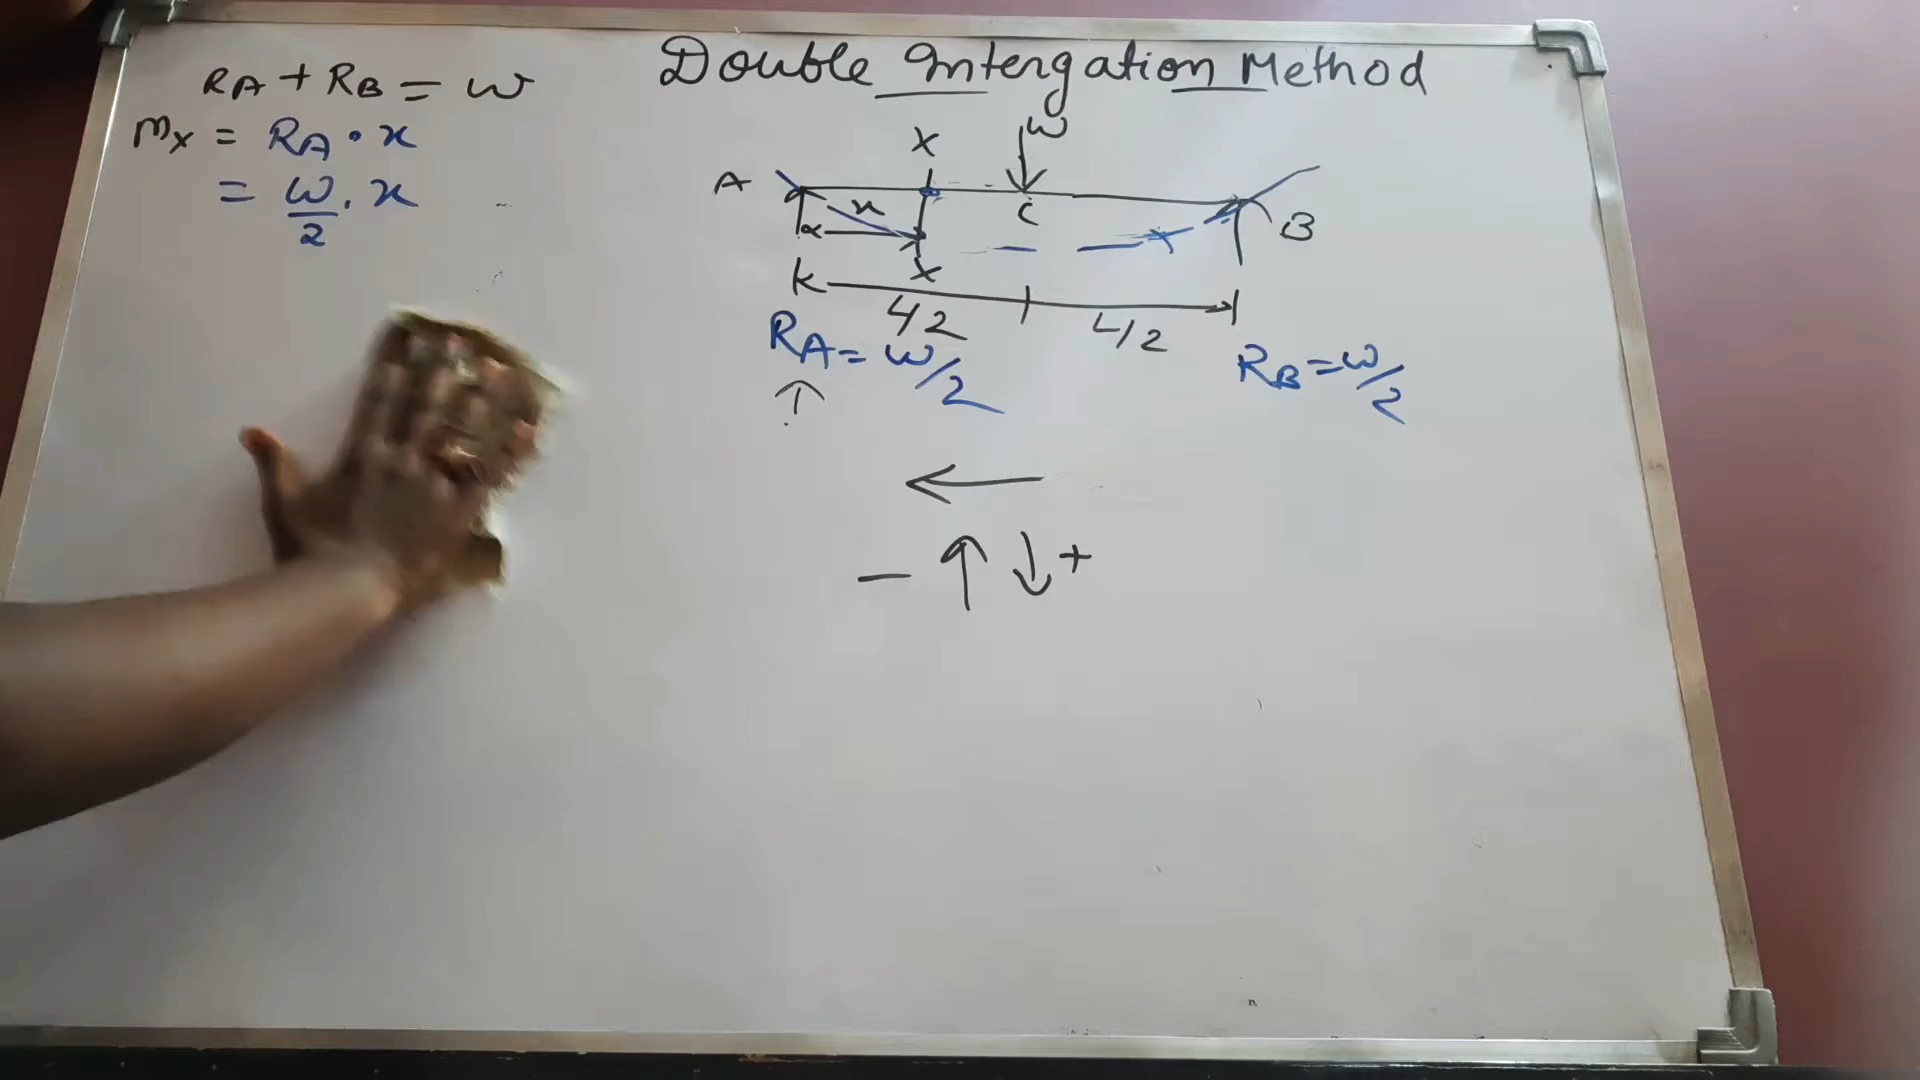 Double Intergation Method
RA + RB = w
Mx = RA • x
= w/2 . x
X
w
A
x
C
B
X
L/2
L/2
RA = w/2
RB = w/2
- ↑ ↓ +